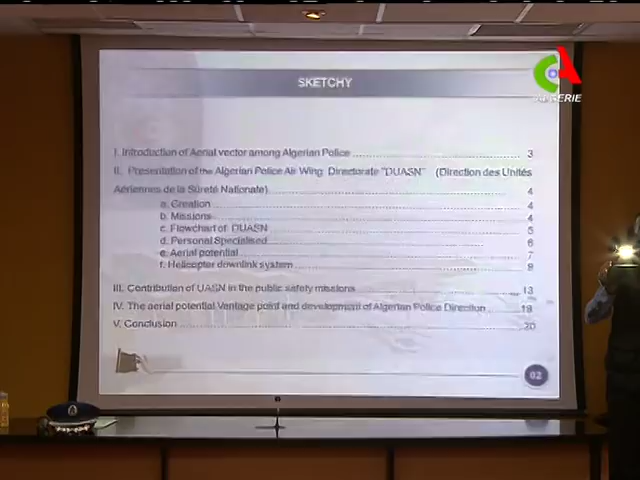 SKETCHY
ALGERIE
I. Introduction of Aerial vector among Algerian Police 3
II. Presentation of the Algerian Police Air Wing Directorate "DUASN" (Direction des Unités
Aériennes de la Sûreté Nationale) 4
a. Creation 4
b. Missions 4
c. Flowchart of DUASN 5
d. Personal Specialised 6
e. Aerial potential 7
f. Helicopter downlink system 9
III. Contribution of UASN in the public safety missions 13
IV. The aerial potential Vantage point and development of Algerian Police Direction 19
V. Conclusion 20
02